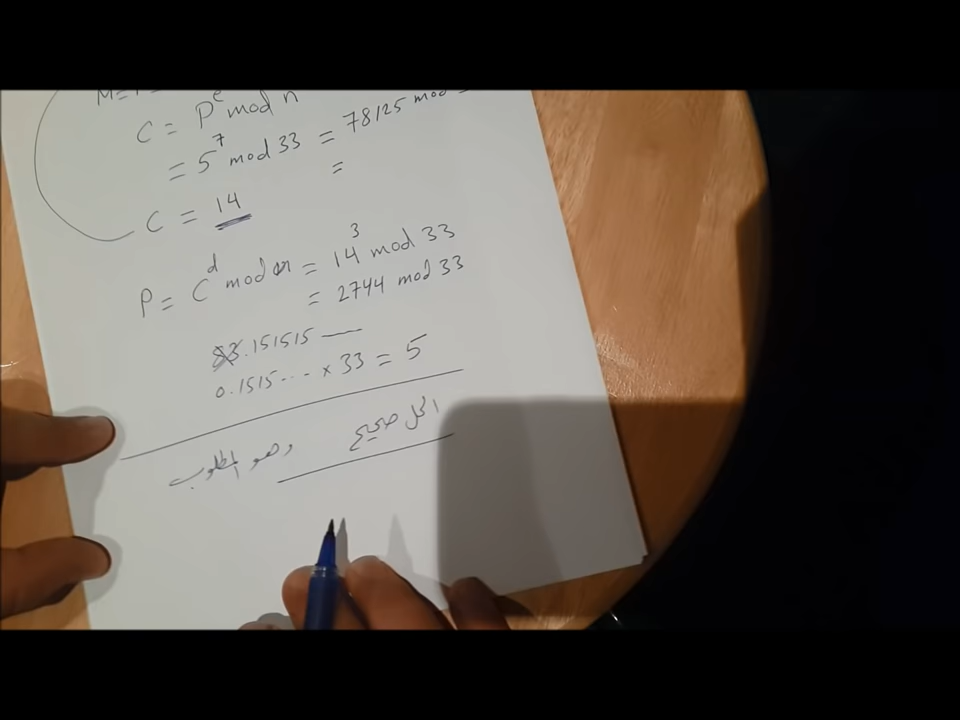 C = P^e mod n
= 5^7 mod 33 = 78125 mod
=
C = 14
P = C^d mod n = 14^3 mod 33
= 2744 mod 33
.151515
0.1515... × 33 = 5
الحل صحيح وهو المطلوب